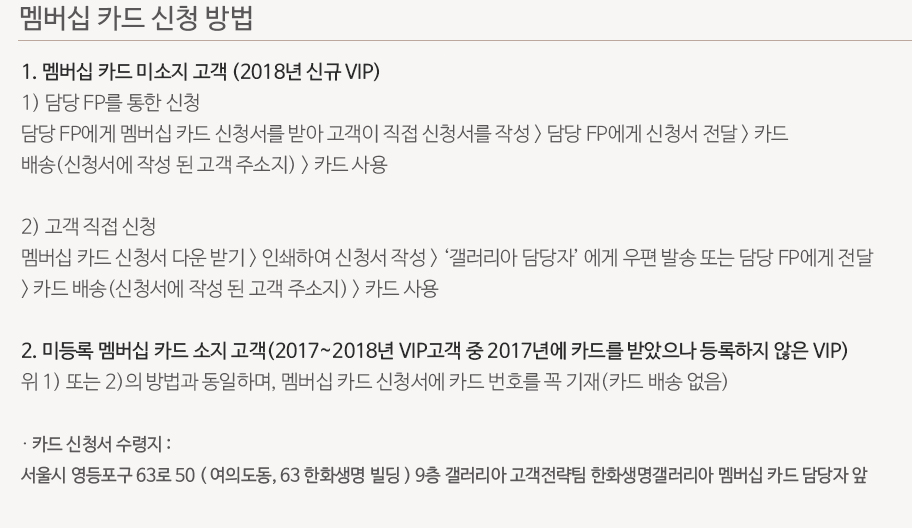 멤버십 카드 신청 방법
1. 멤버십 카드 미소지 고객 (2018년 신규 VIP)
1) 담당 FP를 통한 신청
담당 FP에게 멤버십 카드 신청서를 받아 고객이 직접 신청서를 작성 > 담당 FP에게 신청서 전달 > 카드
배송(신청서에 작성 된 고객 주소지) > 카드 사용
2) 고객 직접 신청
멤버십 카드 신청서 다운 받기 > 인쇄하여 신청서 작성 > ‘갤러리아 담당자’ 에게 우편 발송 또는 담당 FP에게 전달
> 카드 배송(신청서에 작성 된 고객 주소지) > 카드 사용
2. 미등록 멤버십 카드 소지 고객(2017~2018년 VIP고객 중 2017년에 카드를 받았으나 등록하지 않은 VIP)
위 1) 또는 2)의 방법과 동일하며, 멤버십 카드 신청서에 카드 번호를 꼭 기재(카드 배송 없음)
· 카드 신청서 수령지 :
서울시 영등포구 63로 50 ( 여의도동, 63 한화생명 빌딩 ) 9층 갤러리아 고객전략팀 한화생명갤러리아 멤버십 카드 담당자 앞